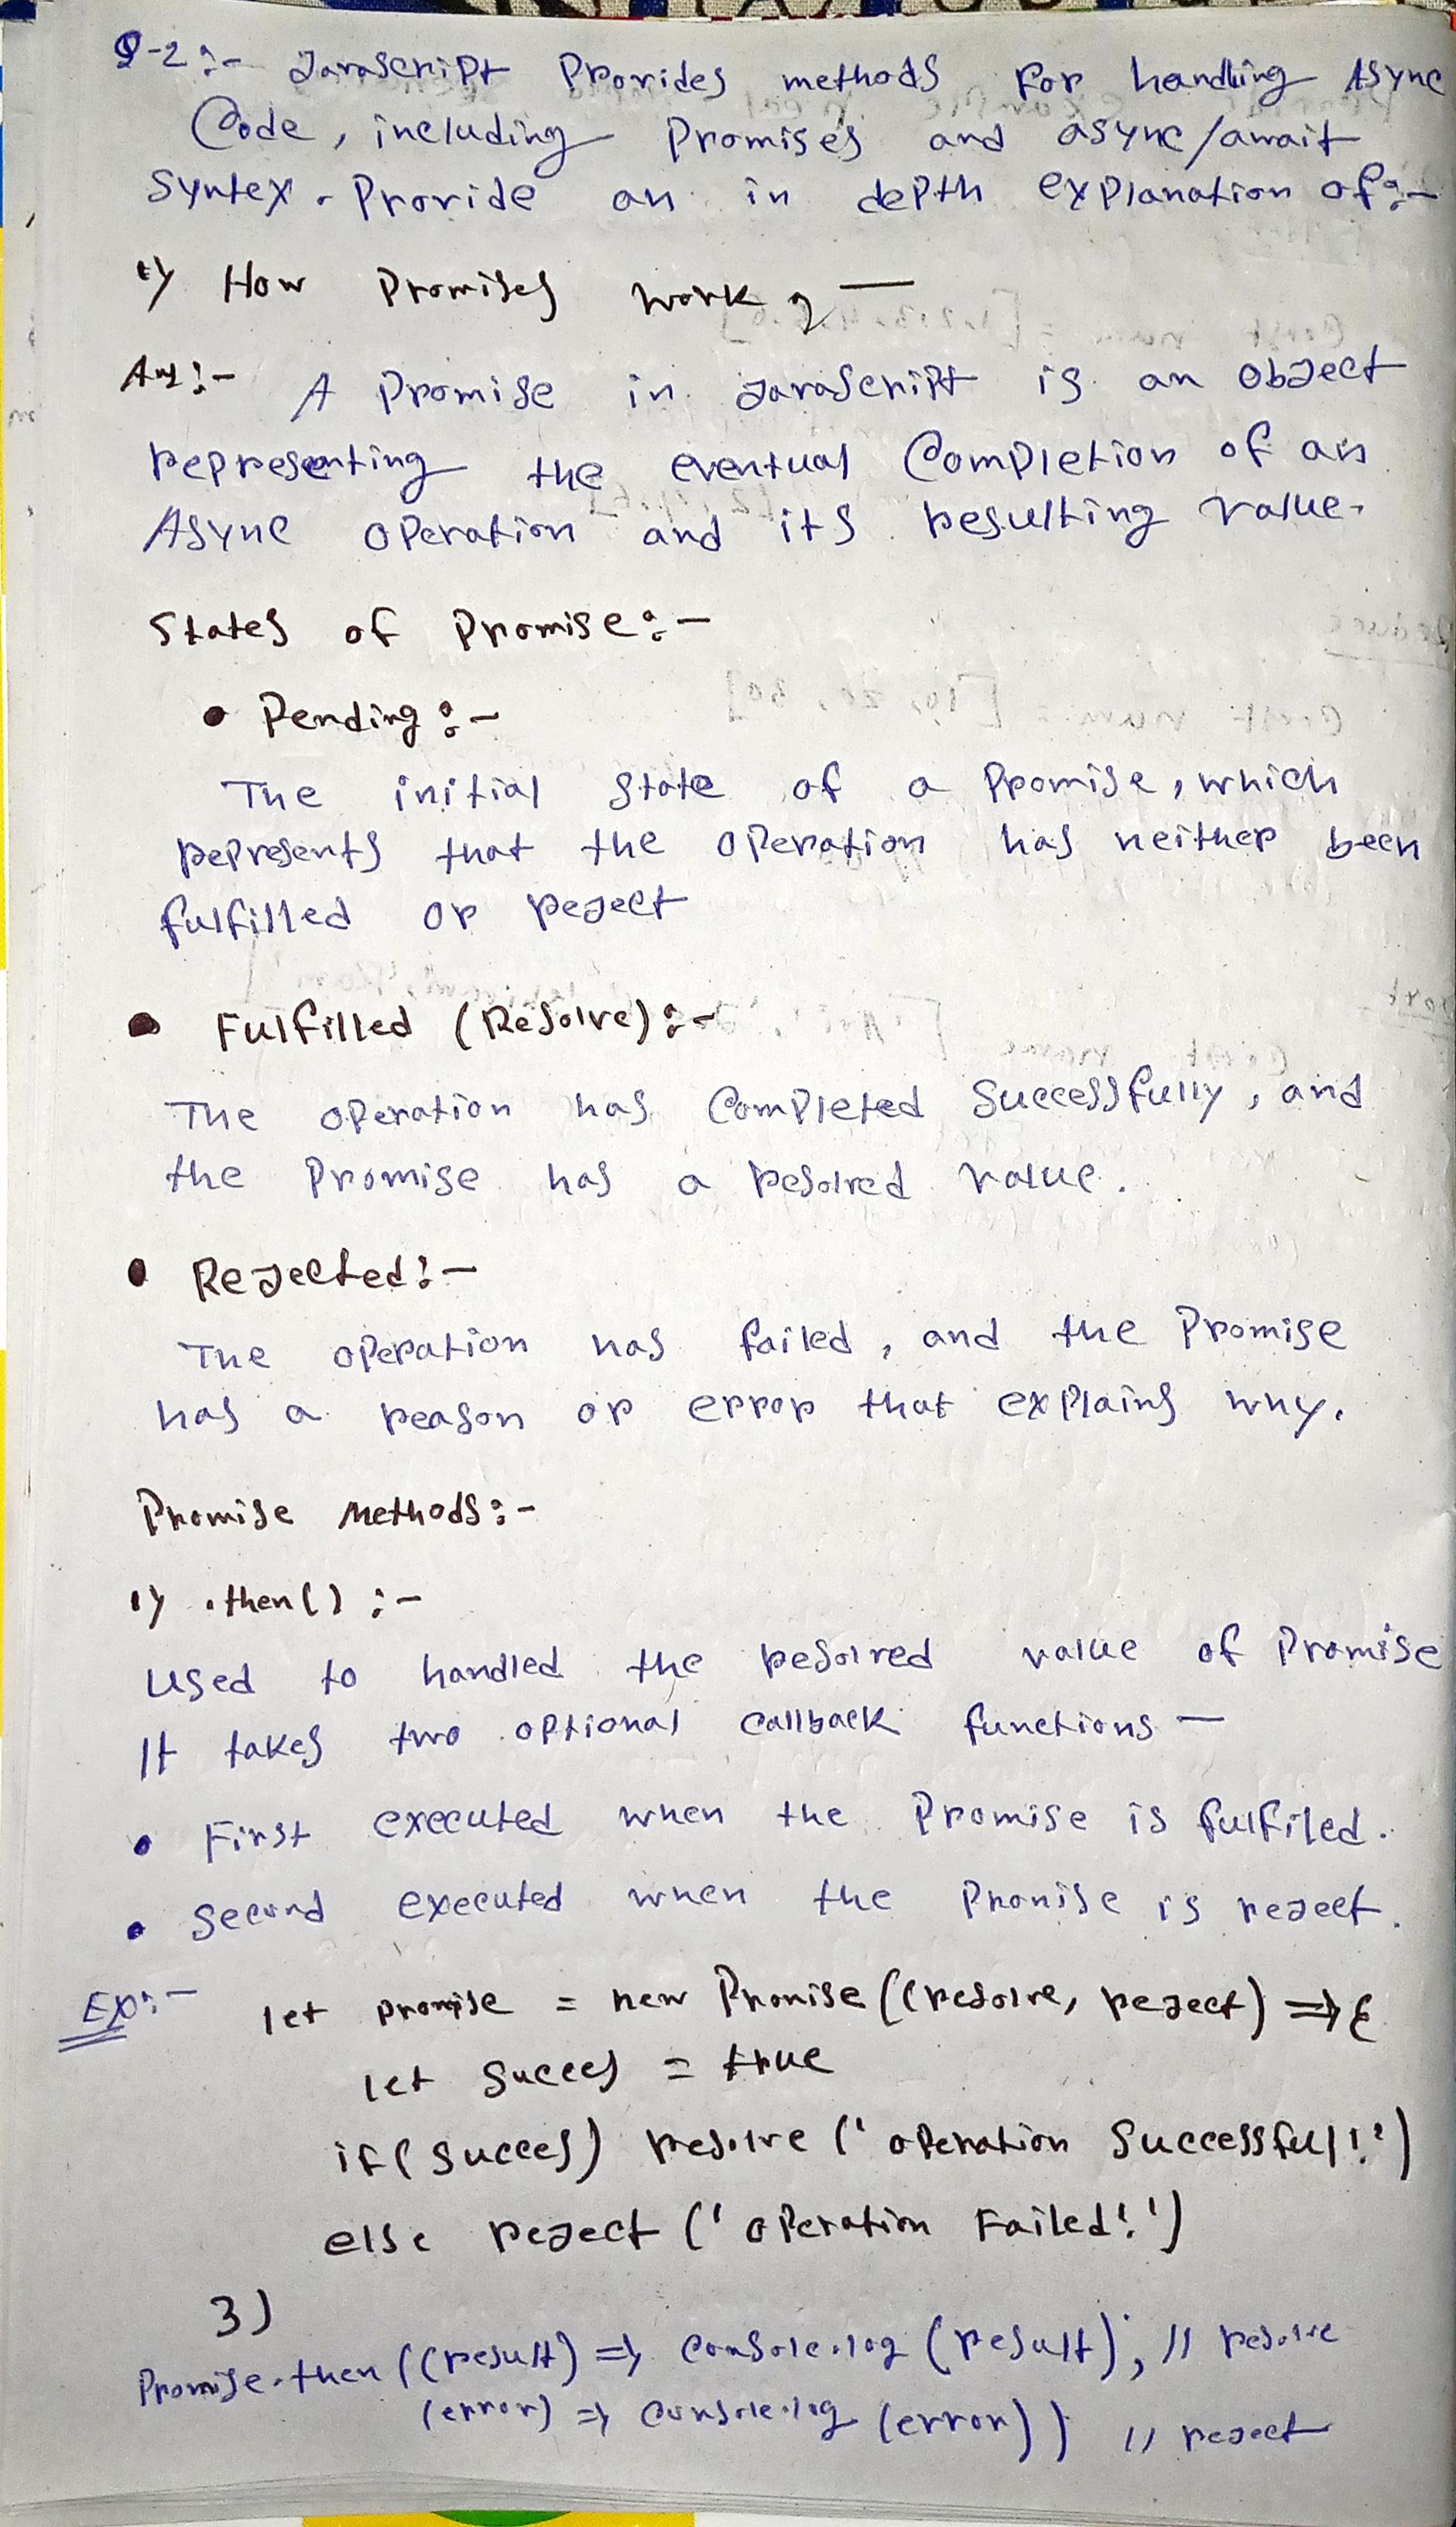 Q-2:- JavaScript Provides methods for handling Async
Code, including Promises and async/await
Syntex. Provide an in depth explanation of:-
1) How Promises work ?—
Ans:- A Promise in JavaScript is an object
representing the eventual Completion of an
Async operation and its resulting value.
States of Promise:-
• Pending:-
The initial state of a Promise, which
represents that the operation has neither been
fulfilled or reject
• Fulfilled (Resolve):-
The operation has Completed Successfully, and
the Promise has a resolved value.
• Rejected:-
The operation has failed, and the Promise
has a reason or error that explains why.
Promise Methods:-
1) .then() :-
Used to handled the resolved value of Promise
It takes two optional callback functions —
• First executed when the Promise is fulfiled.
• Second executed when the Promise is reject.
Ex:- let promise = new Promise((resolve, reject) => {
let Succes = true
if(succes) resolve('operation Successful!')
else reject('operation Failed!')
})
Promise.then((result) => Console.log(result), // resolve
(error) => Console.log(error)) // reject